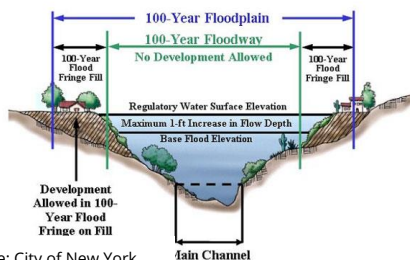 100-Year Floodplain
100-Year Floodway
No Development Allowed
100-Year
Flood
Fringe Fill
100-Year
Flood
Fringe Fill
Regulatory Water Surface Elevation
Maximum 1-ft Increase in Flow Depth
Base Flood Elevation
Development
Allowed in 100-
Year Flood
Fringe on Fill
Channel
City of New York